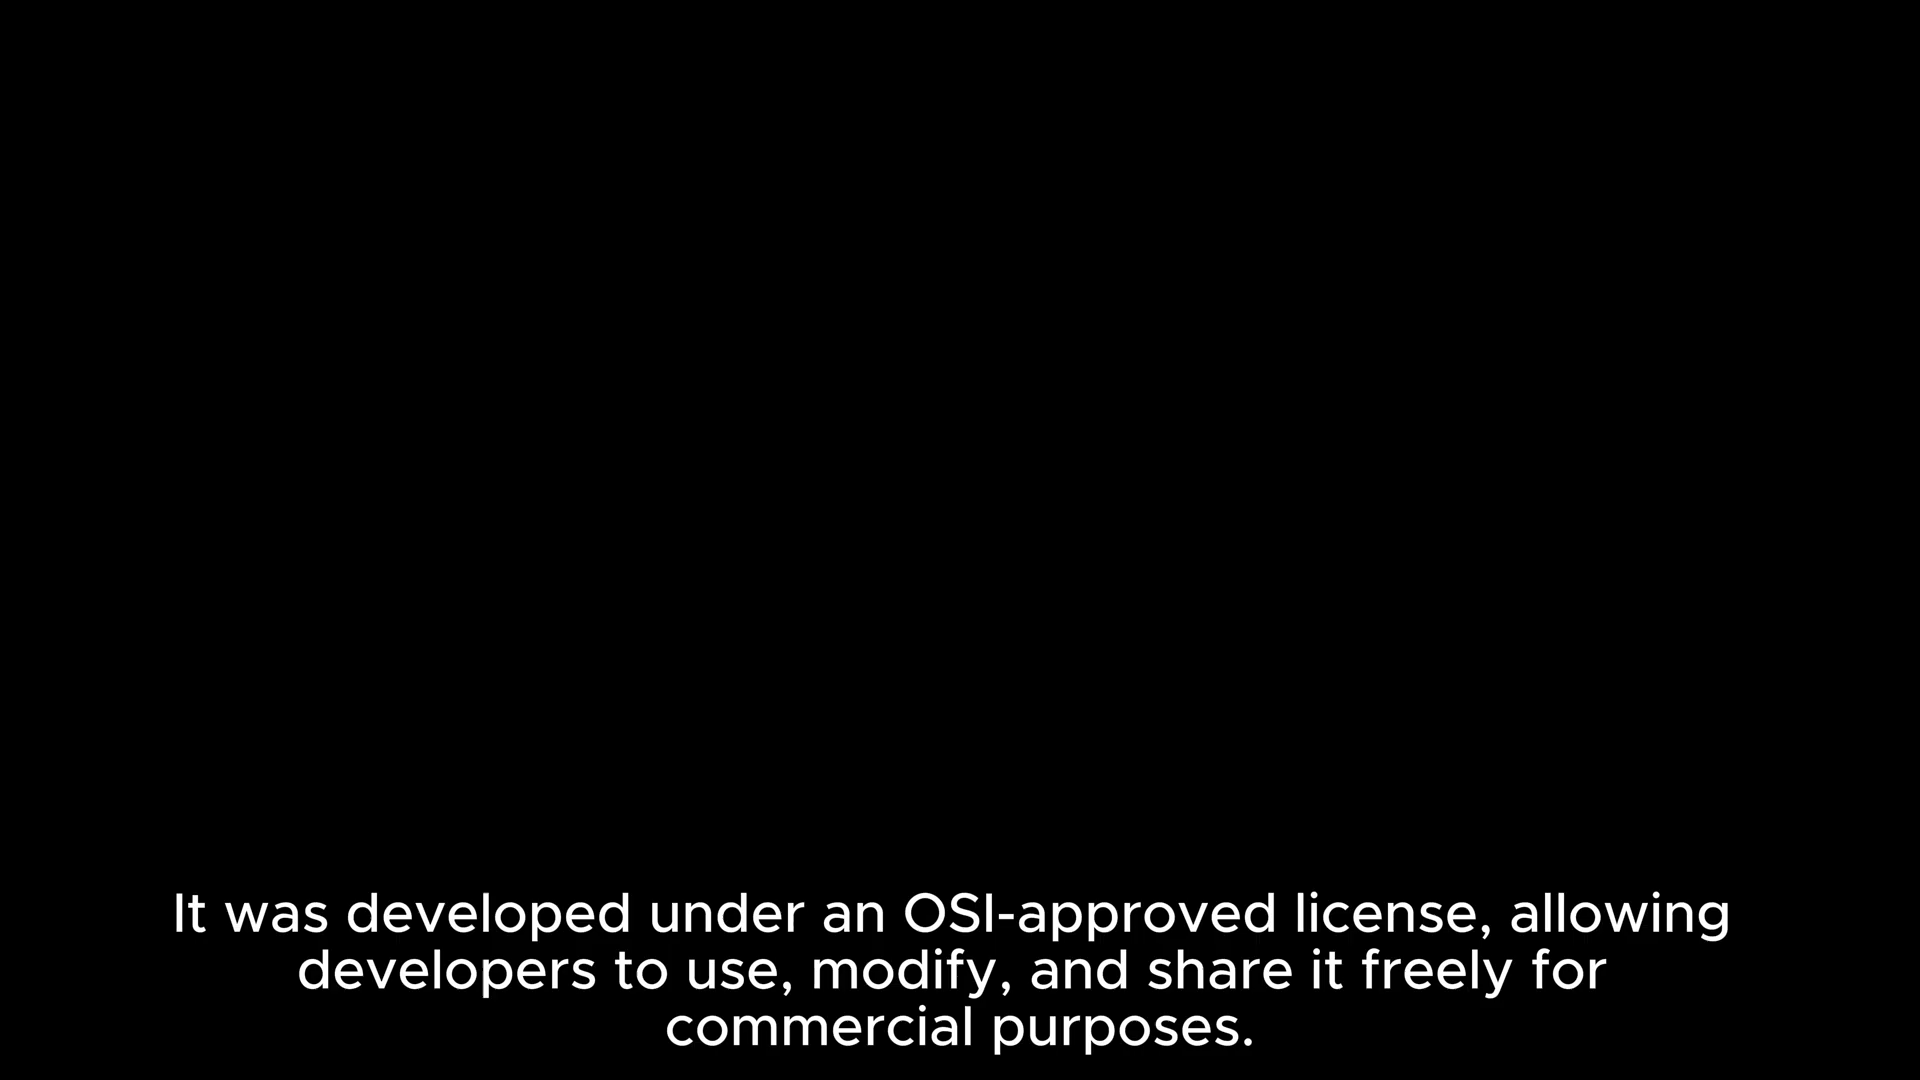 It was developed under an OSI-approved license, allowing
developers to use, modify, and share it freely for
commercial purposes.